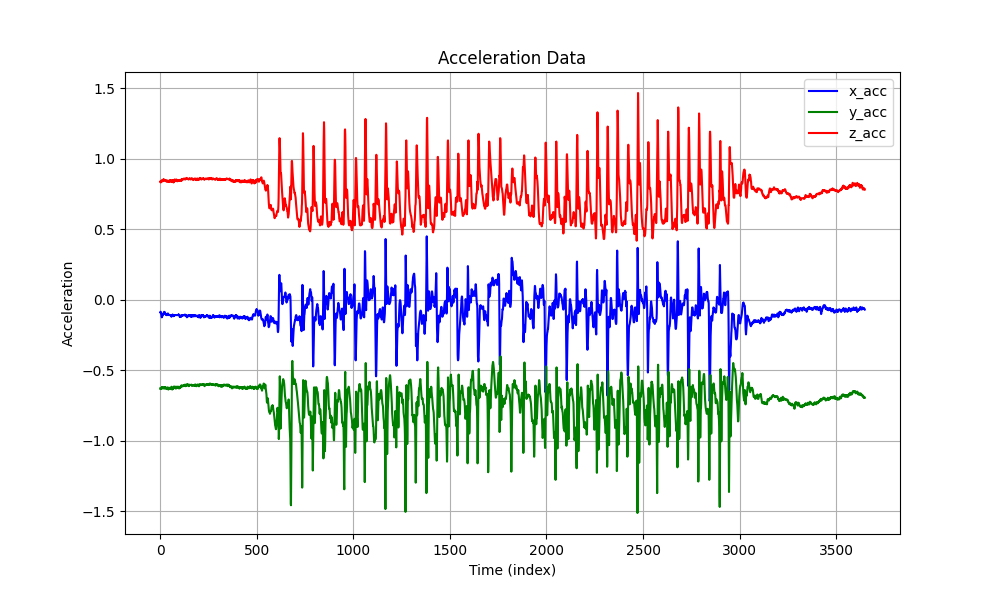 Acceleration Data
x_acc
y_acc
z_acc
Acceleration
1.5
1.0
0.5
0.0
−0.5
−1.0
−1.5
0 500 1000 1500 2000 2500 3000 3500
Time (index)